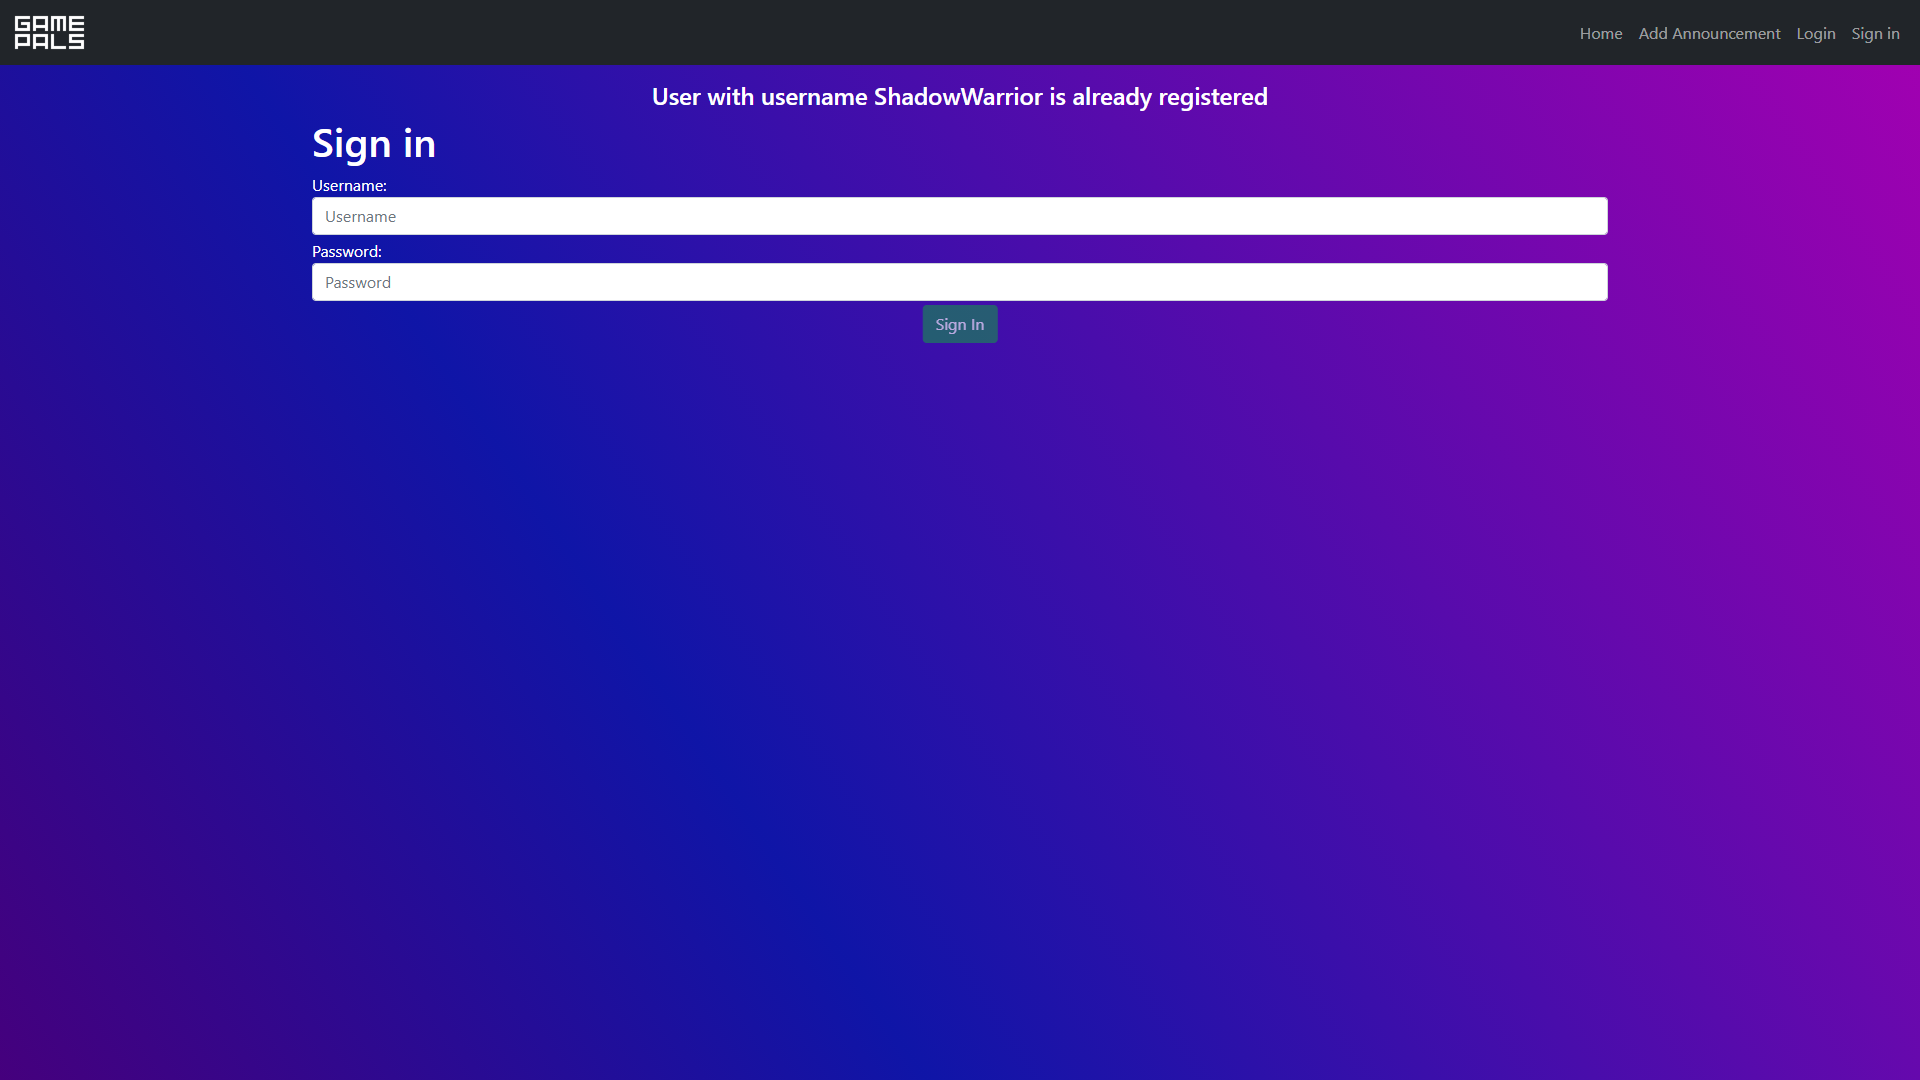 GAME
PALS
Home Add Announcement Login Sign in
User with username ShadowWarrior is already registered
Sign in
Username:
Username
Password:
Password
Sign In